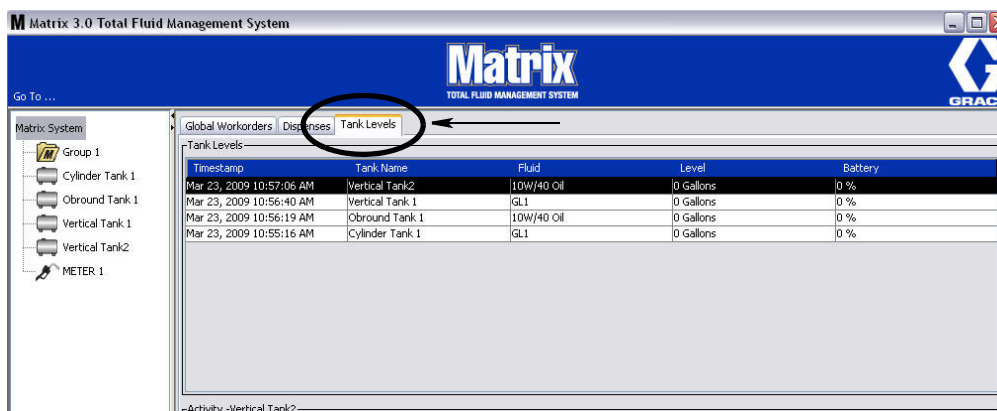 M Matrix 3.0 Total Fluid Management System
Matrix
TOTAL FLUID MANAGEMENT SYSTEM
Go To ...
GRAC
Matrix System
Group 1
Cylinder Tank 1
Obround Tank 1
Vertical Tank 1
Vertical Tank2
METER 1
Global Workorders Dispenses Tank Levels
Tank Levels
Timestamp Tank Name Fluid Level Battery
Mar 23, 2009 10:57:06 AM Vertical Tank2 10W/40 Oil 0 Gallons 0 %
Mar 23, 2009 10:56:40 AM Vertical Tank 1 GL1 0 Gallons 0 %
Mar 23, 2009 10:56:19 AM Obround Tank 1 10W/40 Oil 0 Gallons 0 %
Mar 23, 2009 10:55:16 AM Cylinder Tank 1 GL1 0 Gallons 0 %
Activity -Vertical Tank2